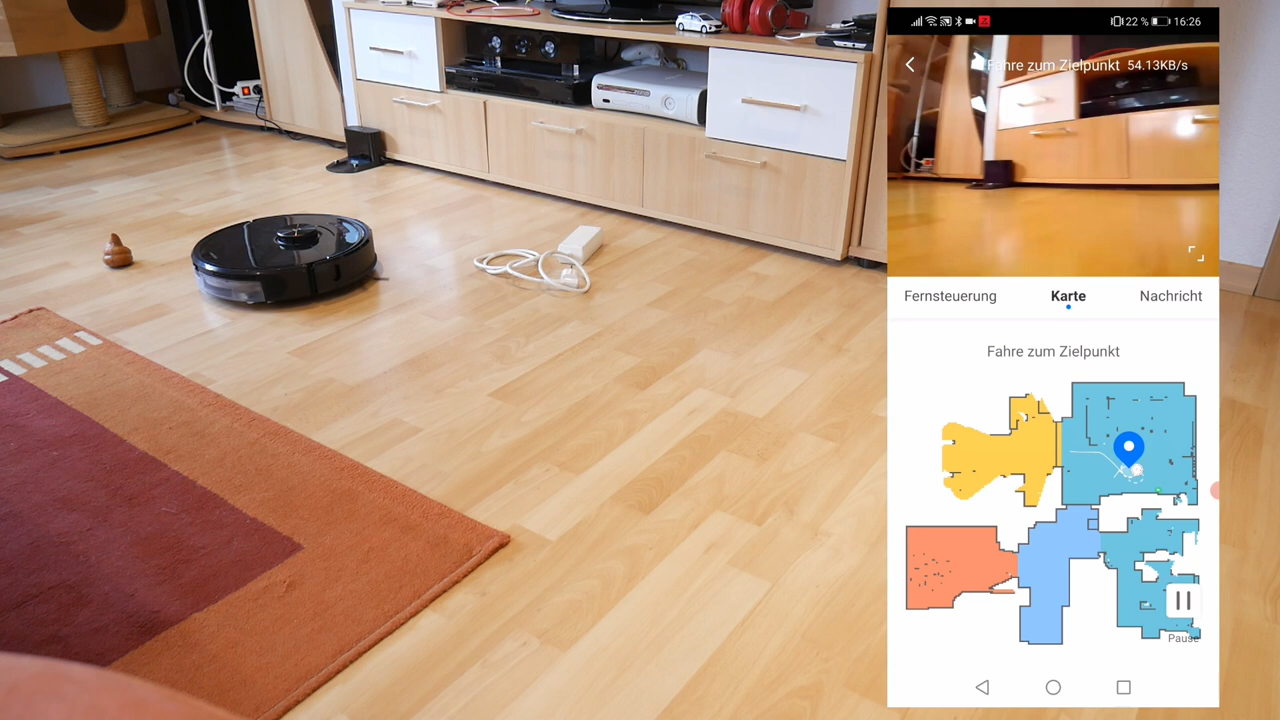 22 % 16:26
Fahre zum Zielpunkt 54.13KB/s
Fernsteuerung Karte Nachricht
Fahre zum Zielpunkt
Pause